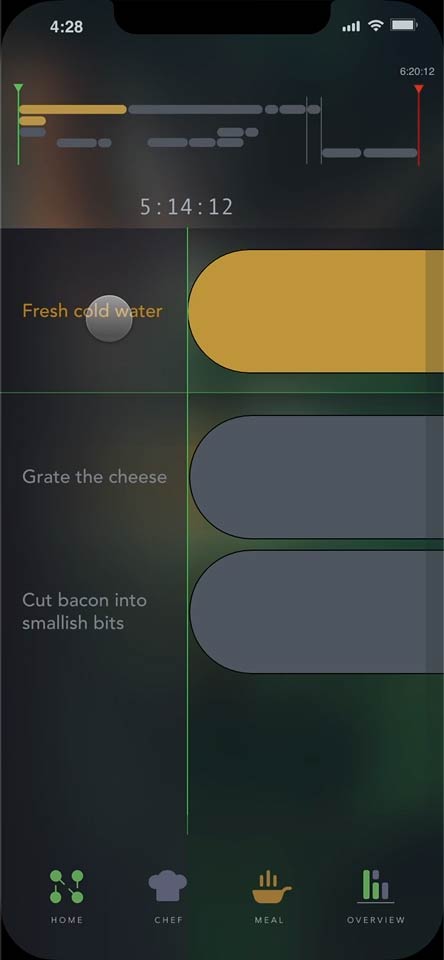 4:28
6:20:12
5:14:12
Fresh cold water
Grate the cheese
Cut bacon into
smallish bits
HOME
CHEF
MEAL
OVERVIEW